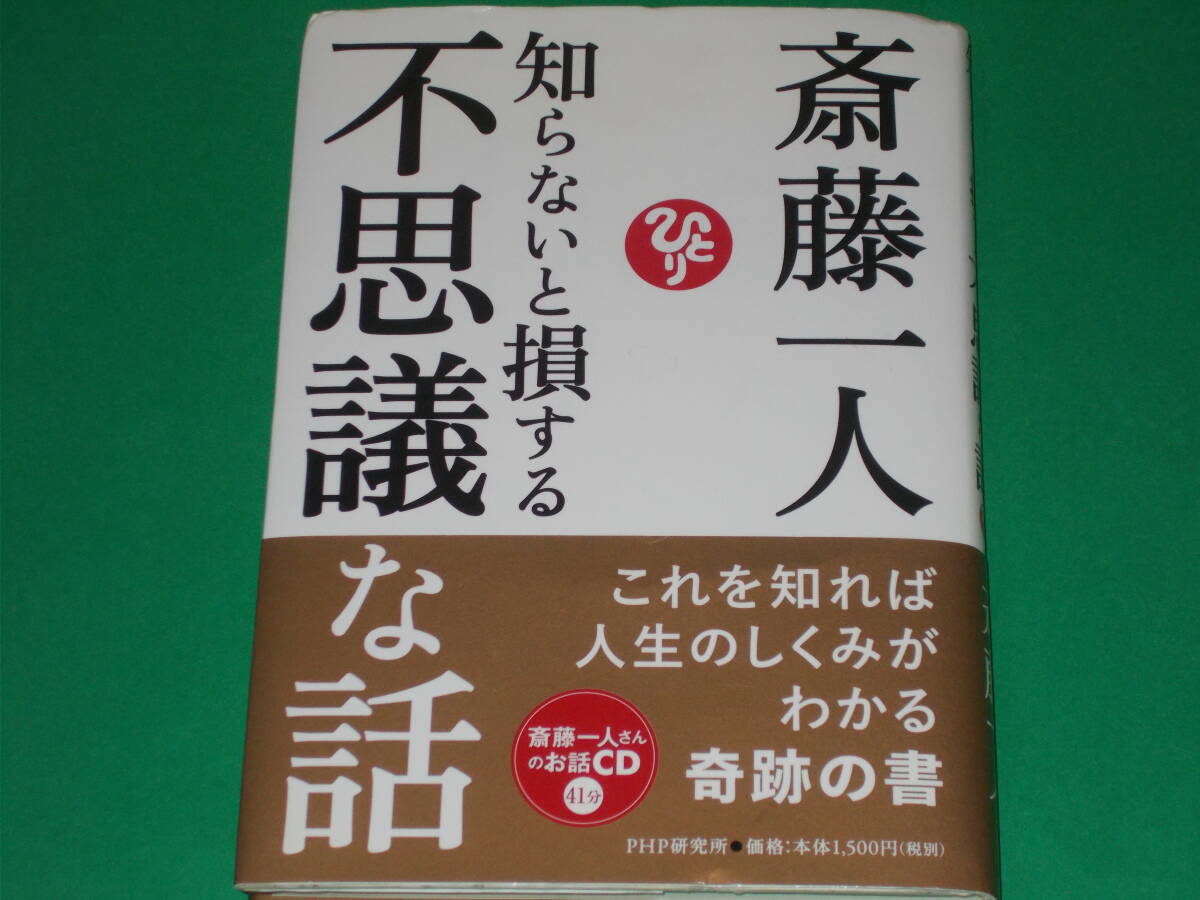 斎藤一人
ひとり
知らないと損する
不思議な話
これを知れば
人生のしくみが
わかる
奇跡の書
斎藤一人さん
のお話CD
41分
PHP研究所●価格:本体1,500円(税別)